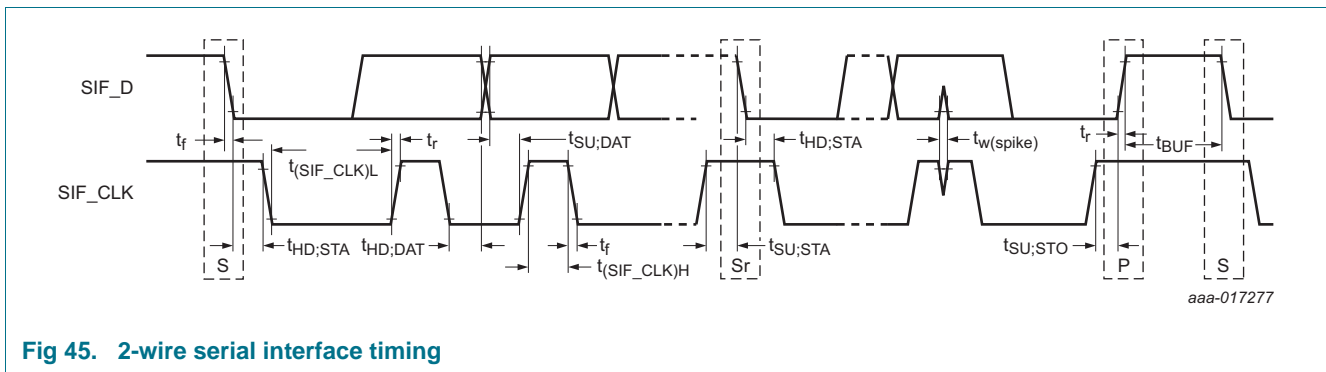 SIF_D
t_f
t_r
t_SU;DAT
t_HD;STA
t_w(spike)
t_r
t_BUF
t_(SIF_CLK)L
SIF_CLK
t_HD;STA
t_HD;DAT
t_f
t_SU;STA
t_SU;STO
S
t_(SIF_CLK)H
Sr
P
S
aaa-017277
Fig 45. 2-wire serial interface timing